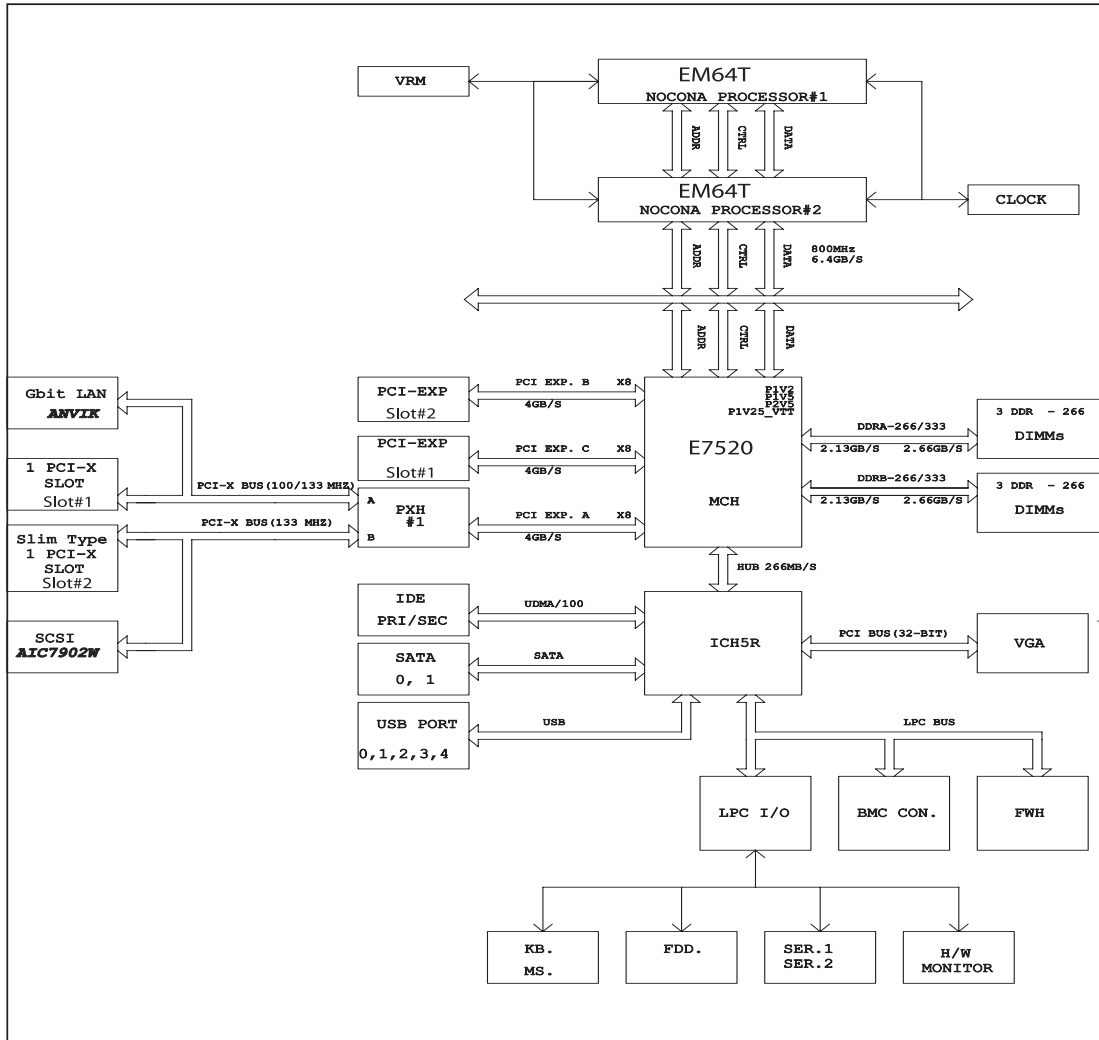 EM64T
NOCONA PROCESSOR#1
VRM
ADDR
CTRL
DATA
EM64T
NOCONA PROCESSOR#2
CLOCK
ADDR
CTRL
DATA
800MHz
6.4GB/S
ADDR
CTRL
DATA
Gbit LAN
ANVIK
1 PCI-X
SLOT
Slot#1
Slim Type
1 PCI-X
SLOT
Slot#2
SCSI
AIC7902W
PCI-X BUS(100/133 MHZ)
PCI-X BUS(133 MHZ)
PCI-EXP
Slot#2
PCI-EXP
Slot#1
A
PXH
#1
B
PCI EXP. B X8
4GB/S
PCI EXP. C X8
4GB/S
PCI EXP. A X8
4GB/S
P1V2
P1V5
P2V5
P1V25_VTT
E7520
MCH
DDRA-266/333
2.13GB/S 2.66GB/S
DDRB-266/333
2.13GB/S 2.66GB/S
3 DDR - 266
DIMMs
3 DDR - 266
DIMMs
HUB 266MB/S
IDE
PRI/SEC
UDMA/100
SATA
0, 1
SATA
USB PORT
0,1,2,3,4
USB
ICH5R
PCI BUS(32-BIT)
VGA
LPC BUS
LPC I/O
BMC CON.
FWH
KB.
MS.
FDD.
SER.1
SER.2
H/W
MONITOR